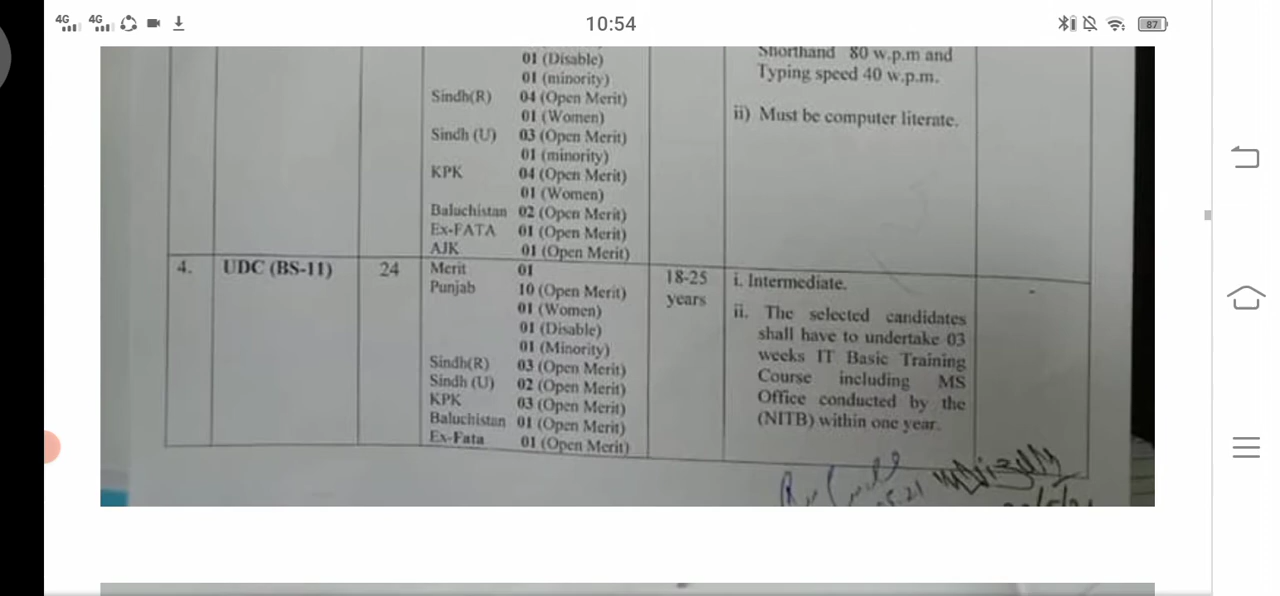 4G 4G 10:54 87
01 (Disable)
01 (minority)
Sindh(R) 04 (Open Merit)
01 (Women)
Sindh (U) 03 (Open Merit)
01 (minority)
KPK 04 (Open Merit)
01 (Women)
Baluchistan 02 (Open Merit)
Ex-FATA 01 (Open Merit)
AJK 01 (Open Merit)
Shorthand 80 w.p.m and
Typing speed 40 w.p.m.
ii) Must be computer literate.
4. UDC (BS-11) 24
Merit 01
Punjab 10 (Open Merit)
01 (Women)
01 (Disable)
01 (Minority)
Sindh(R) 03 (Open Merit)
Sindh (U) 02 (Open Merit)
KPK 03 (Open Merit)
Baluchistan 01 (Open Merit)
Ex-Fata 01 (Open Merit)
18-25
years
i. Intermediate.
ii. The selected candidates
shall have to undertake 03
weeks IT Basic Training
Course including MS
Office conducted by the
(NITB) within one year.